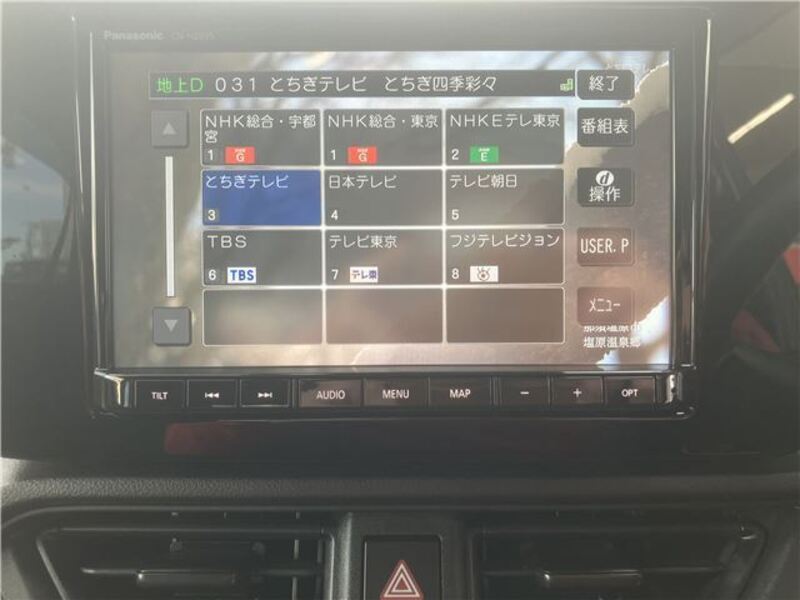 Panasonic
地上D 031 とちぎテレビ とちぎ四季彩々
終了
NHK総合・宇都宮
1 G
NHK総合・東京
1 G
NHKEテレ東京
2 E
番組表
とちぎテレビ
3
日本テレビ
4
テレビ朝日
5
d 操作
TBS
6 TBS
テレビ東京
7 テレ東
フジテレビジョン
8
USER. P
メニュー
塩原温泉郷
TILT
AUDIO
MENU
MAP
−
+
OPT